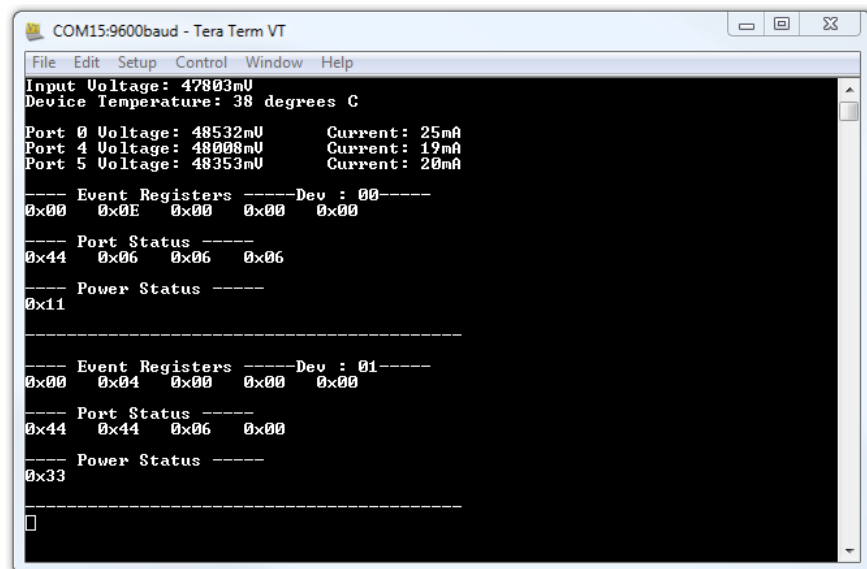 COM15:9600baud - Tera Term VT
File Edit Setup Control Window Help
Input Voltage: 47803mV
Device Temperature: 38 degrees C
Port 0 Voltage: 48532mV Current: 25mA
Port 4 Voltage: 48008mV Current: 19mA
Port 5 Voltage: 48353mV Current: 20mA
---- Event Registers -----Dev : 00-----
0x00 0x0E 0x00 0x00 0x00
---- Port Status -----
0x44 0x06 0x06 0x06
---- Power Status -----
0x11
------------------------------------------
---- Event Registers -----Dev : 01-----
0x00 0x04 0x00 0x00 0x00
---- Port Status -----
0x44 0x44 0x06 0x00
---- Power Status -----
0x33
------------------------------------------